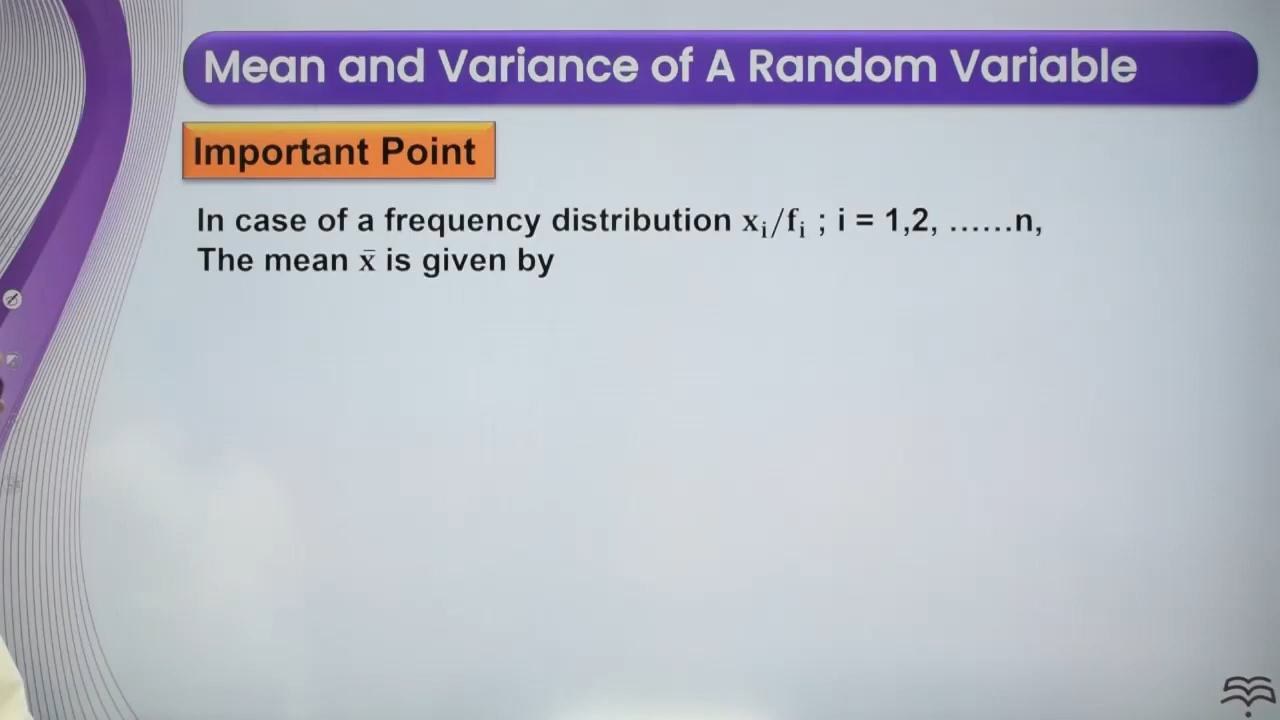 Mean and Variance of A Random Variable
Important Point
In case of a frequency distribution xᵢ/fᵢ ; i = 1,2, ……n,
The mean x̄ is given by